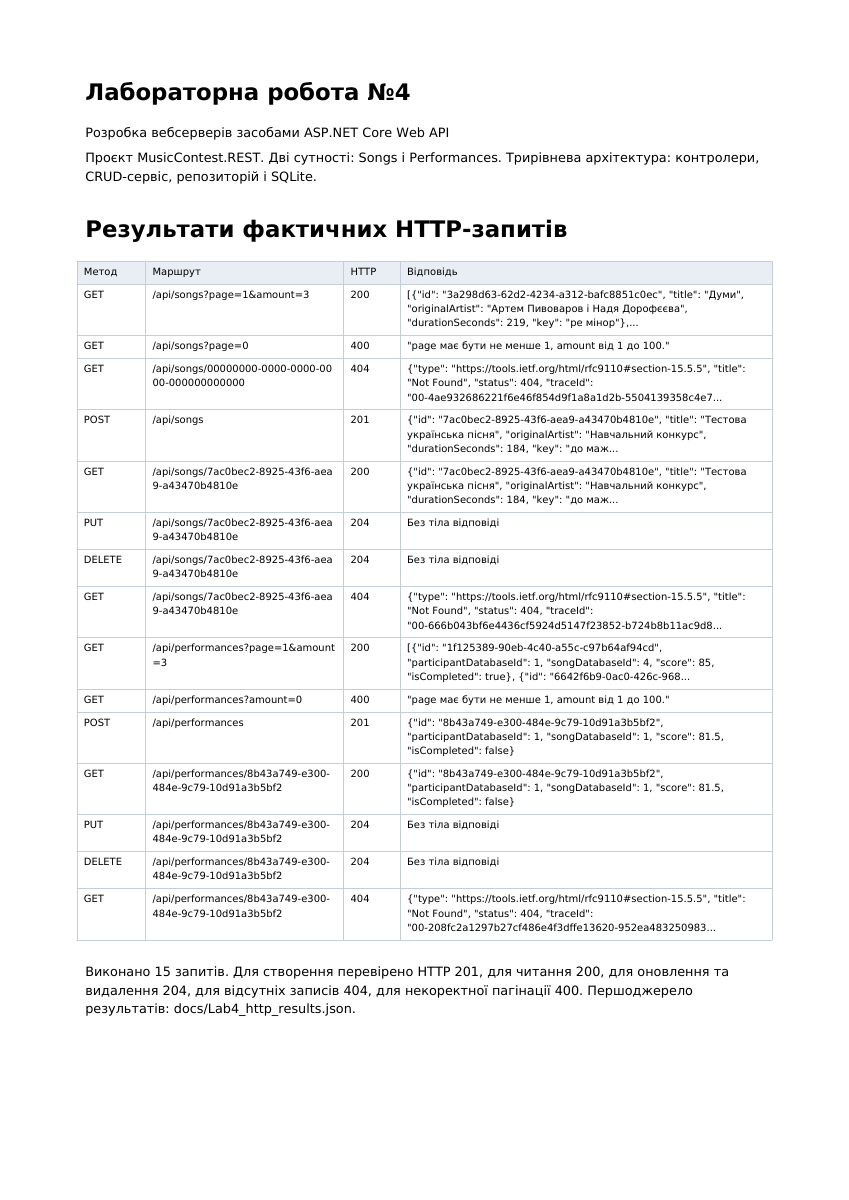 Лабораторна робота №4
Розробка вебсерверів засобами ASP.NET Core Web API
Проєкт MusicContest.REST. Дві сутності: Songs і Performances. Трирівнева архітектура: контролери,
CRUD-сервіс, репозиторій і SQLite.
Результати фактичних HTTP-запитів
Метод Маршрут HTTP Відповідь
GET /api/songs?page=1&amount=3 200 [{"id": "3a298d63-62d2-4234-a312-bafc8851c0ec", "title": "Думи",
"originalArtist": "Артем Пивоваров і Надя Дорофєєва",
"durationSeconds": 219, "key": "ре мінор"},...
GET /api/songs?page=0 400 "page має бути не менше 1, amount від 1 до 100."
GET /api/songs/00000000-0000-0000-00 404 {"type": "https://tools.ietf.org/html/rfc9110#section-15.5.5", "title":
00-000000000000 "Not Found", "status": 404, "traceId":
"00-4ae932686221f6e46f854d9f1a8a1d2b-5504139358c4e7...
POST /api/songs 201 {"id": "7ac0bec2-8925-43f6-aea9-a43470b4810e", "title": "Тестова
українська пісня", "originalArtist": "Навчальний конкурс",
"durationSeconds": 184, "key": "до маж...
GET /api/songs/7ac0bec2-8925-43f6-aea 200 {"id": "7ac0bec2-8925-43f6-aea9-a43470b4810e", "title": "Тестова
9-a43470b4810e українська пісня", "originalArtist": "Навчальний конкурс",
"durationSeconds": 184, "key": "до маж...
PUT /api/songs/7ac0bec2-8925-43f6-aea 204 Без тіла відповіді
9-a43470b4810e
DELETE /api/songs/7ac0bec2-8925-43f6-aea 204 Без тіла відповіді
9-a43470b4810e
GET /api/songs/7ac0bec2-8925-43f6-aea 404 {"type": "https://tools.ietf.org/html/rfc9110#section-15.5.5", "title":
9-a43470b4810e "Not Found", "status": 404, "traceId":
"00-666b043bf6e4436cf5924d5147f23852-b724b8b11ac9d8...
GET /api/performances?page=1&amount 200 [{"id": "1f125389-90eb-4c40-a55c-c97b64af94cd",
=3 "participantDatabaseId": 1, "songDatabaseId": 4, "score": 85,
"isCompleted": true}, {"id": "6642f6b9-0ac0-426c-968...
GET /api/performances?amount=0 400 "page має бути не менше 1, amount від 1 до 100."
POST /api/performances 201 {"id": "8b43a749-e300-484e-9c79-10d91a3b5bf2",
"participantDatabaseId": 1, "songDatabaseId": 1, "score": 81.5,
"isCompleted": false}
GET /api/performances/8b43a749-e300- 200 {"id": "8b43a749-e300-484e-9c79-10d91a3b5bf2",
484e-9c79-10d91a3b5bf2 "participantDatabaseId": 1, "songDatabaseId": 1, "score": 81.5,
"isCompleted": false}
PUT /api/performances/8b43a749-e300- 204 Без тіла відповіді
484e-9c79-10d91a3b5bf2
DELETE /api/performances/8b43a749-e300- 204 Без тіла відповіді
484e-9c79-10d91a3b5bf2
GET /api/performances/8b43a749-e300- 404 {"type": "https://tools.ietf.org/html/rfc9110#section-15.5.5", "title":
484e-9c79-10d91a3b5bf2 "Not Found", "status": 404, "traceId":
"00-208fc2a1297b27cf486e4f3dffe13620-952ea483250983...
Виконано 15 запитів. Для створення перевірено HTTP 201, для читання 200, для оновлення та
видалення 204, для відсутніх записів 404, для некоректної пагінації 400. Першоджерело
результатів: docs/Lab4_http_results.json.